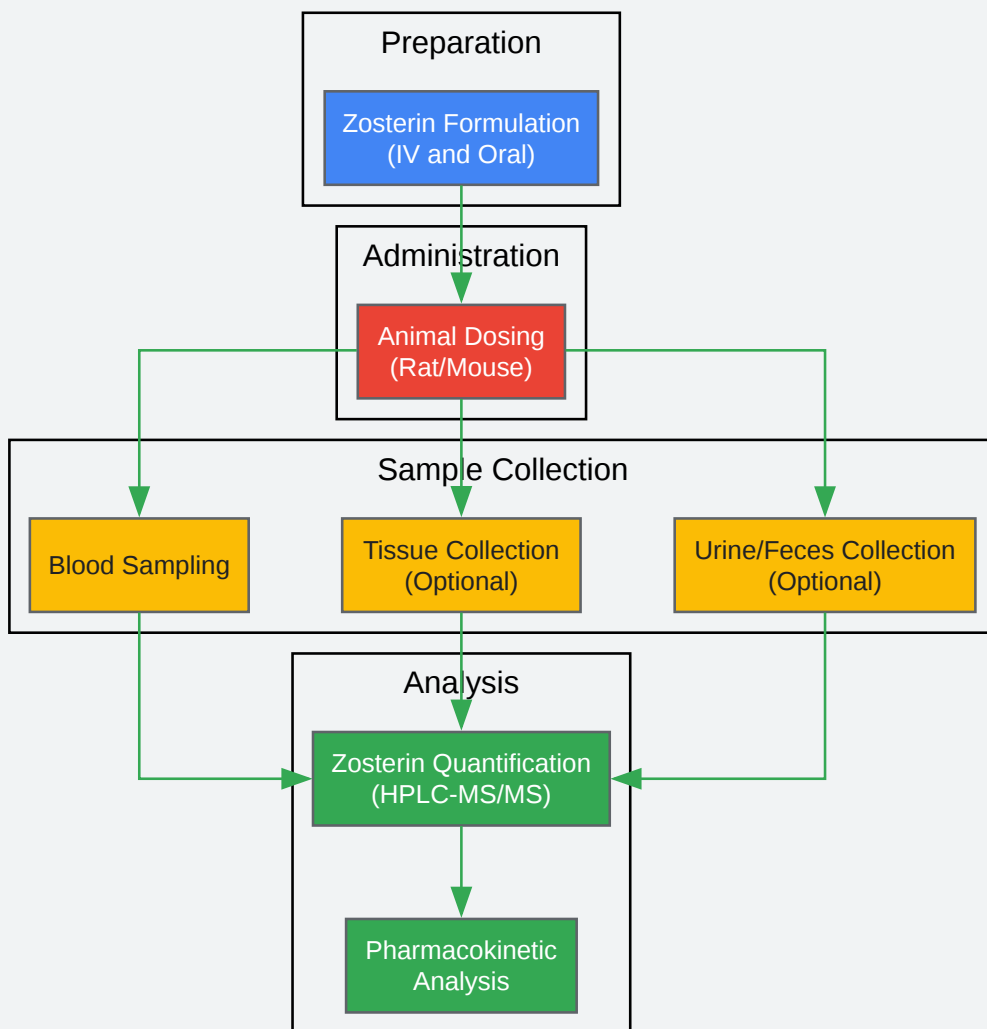 Preparation
Zosterin Formulation
(IV and Oral)
Administration
Animal Dosing
(Rat/Mouse)
Sample Collection
Blood Sampling
Tissue Collection
(Optional)
Urine/Feces Collection
(Optional)
Analysis
Zosterin Quantification
(HPLC-MS/MS)
Pharmacokinetic
Analysis